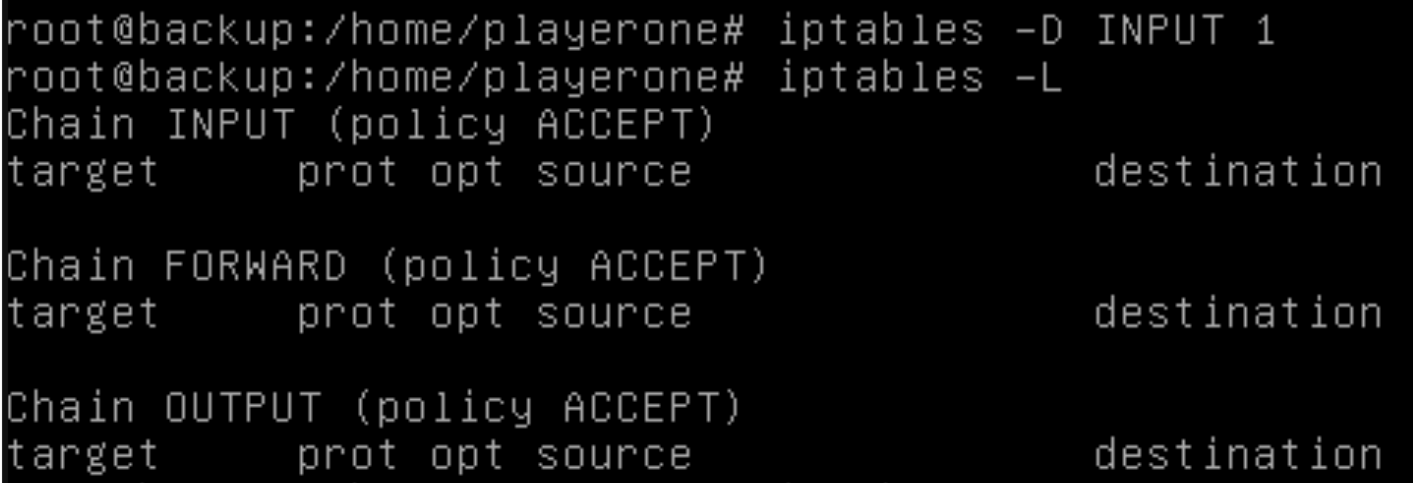 root@backup:/home/playerone# iptables -D INPUT 1
root@backup:/home/playerone# iptables -L
Chain INPUT (policy ACCEPT)
target     prot opt source               destination
Chain FORWARD (policy ACCEPT)
target     prot opt source               destination
Chain OUTPUT (policy ACCEPT)
target     prot opt source               destination